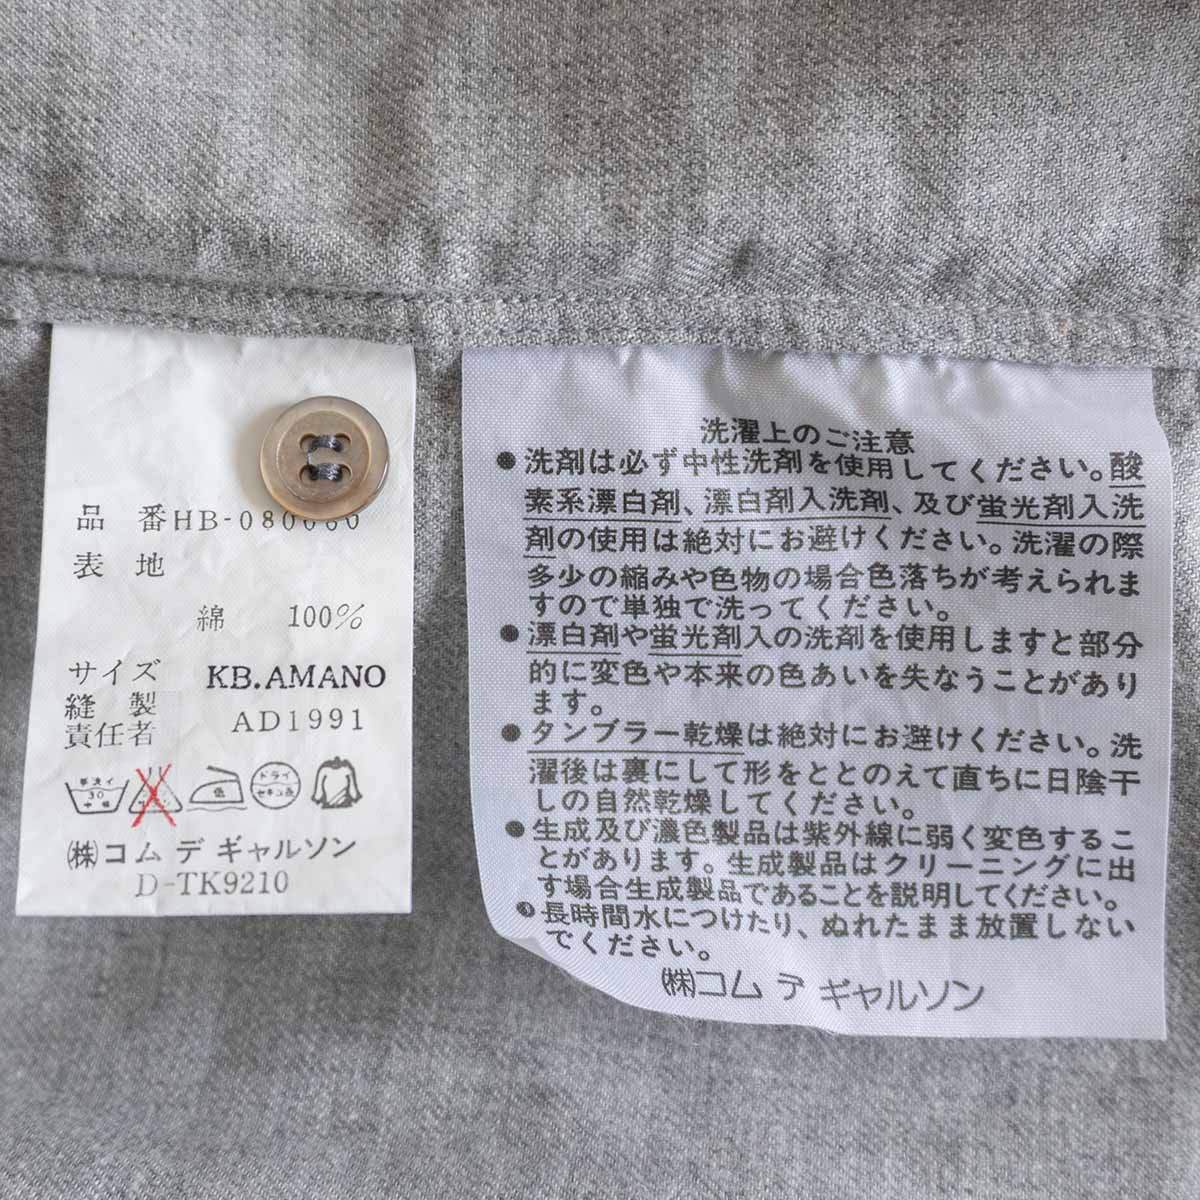 品 番HB-080060
表 地
綿 100%
サイズ KB.AMANO
縫 製 AD1991
責任者
手洗イ
30
中性
低
ドライ
セキユ系
㈱コム デ ギャルソン
D-TK9210
洗濯上のご注意
●洗剤は必ず中性洗剤を使用してください。酸
素系漂白剤、漂白剤入洗剤、及び蛍光剤入洗
剤の使用は絶対にお避けください。洗濯の際
多少の縮みや色物の場合色落ちが考えられま
すので単独で洗ってください。
●漂白剤や蛍光剤入の洗剤を使用しますと部分
的に変色や本来の色あいを失なうことがあり
ます。
●タンブラー乾燥は絶対にお避けください。洗
濯後は裏にして形をととのえて直ちに日陰干
しの自然乾燥してください。
●生成及び濃色製品は紫外線に弱く変色するこ
とがあります。生成製品はクリーニングに出
す場合生成製品であることを説明してください。
●長時間水につけたり、ぬれたまま放置しない
でください。
㈱コム デ ギャルソン